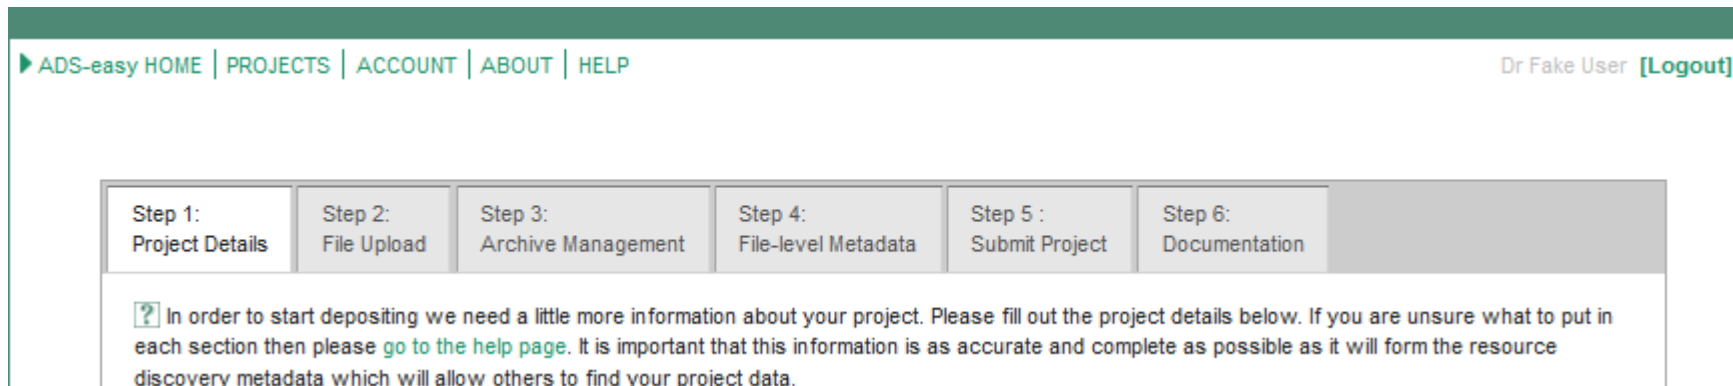 ADS-easy HOME | PROJECTS | ACCOUNT | ABOUT | HELP
Dr Fake User [Logout]
Step 1:
Project Details
Step 2:
File Upload
Step 3:
Archive Management
Step 4:
File-level Metadata
Step 5 :
Submit Project
Step 6:
Documentation
? In order to start depositing we need a little more information about your project. Please fill out the project details below. If you are unsure what to put in
each section then please go to the help page. It is important that this information is as accurate and complete as possible as it will form the resource
discovery metadata which will allow others to find your project data.